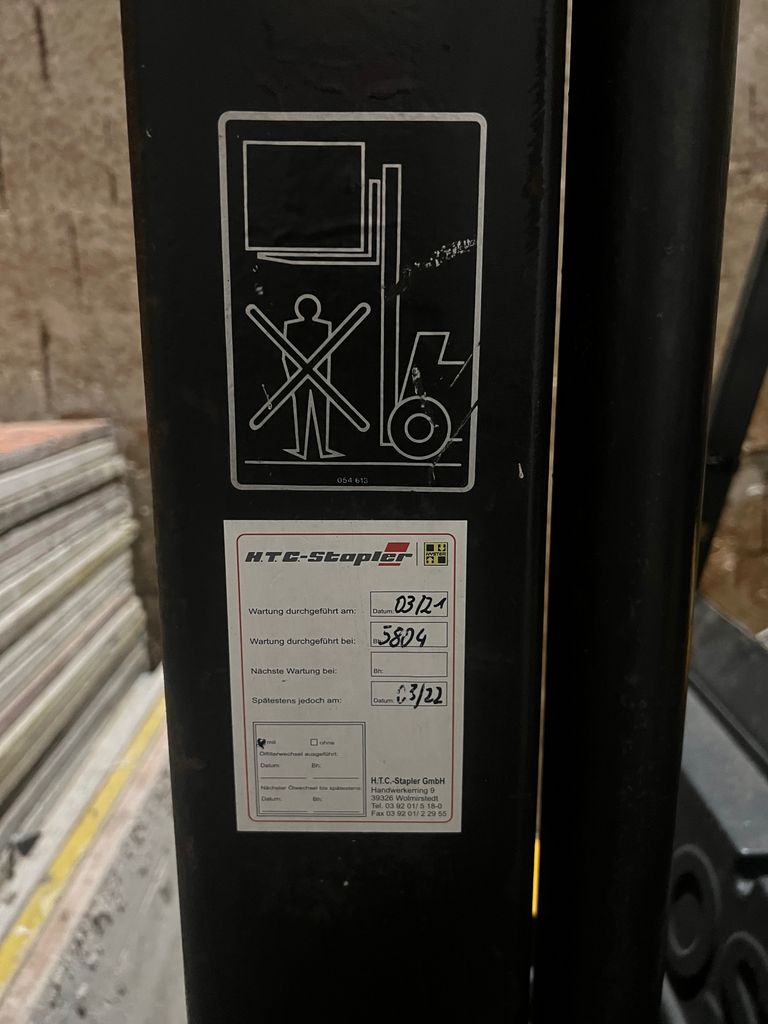 054 613
H.T.C.-Stapler HYSTER
Wartung durchgeführt am: Datum: 03/21
Wartung durchgeführt bei: Bh: 5804
Nächste Wartung bei: Bh:
Spätestens jedoch am: Datum: 03/22
mit ohne
Ölfilterwechsel ausgeführt:
Datum: Bh:
Nächster Ölwechsel bis spätestens:
Datum: Bh:
H.T.C.-Stapler GmbH
Handwerkerring 9
39326 Wolmirstedt
Tel. 03 92 01/ 5 18-0
Fax 03 92 01/ 2 29 55